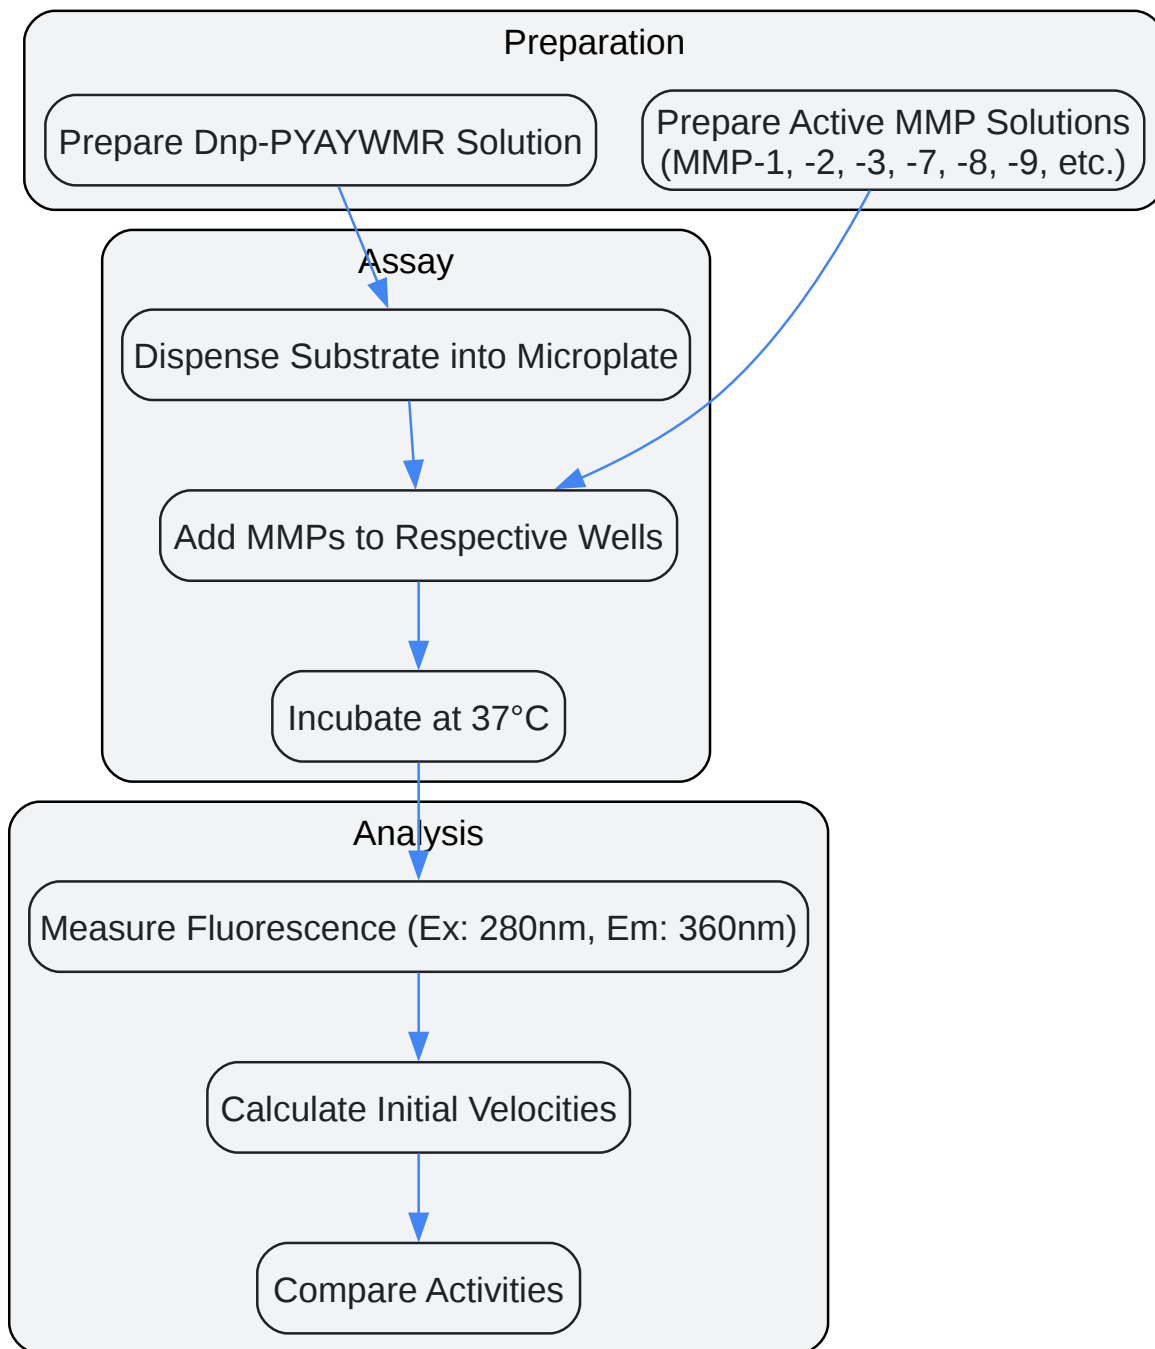 Preparation
Prepare Dnp-PYAYWMR Solution
Prepare Active MMP Solutions
(MMP-1, -2, -3, -7, -8, -9, etc.)
Assay
Dispense Substrate into Microplate
Add MMPs to Respective Wells
Incubate at 37°C
Analysis
Measure Fluorescence (Ex: 280nm, Em: 360nm)
Calculate Initial Velocities
Compare Activities